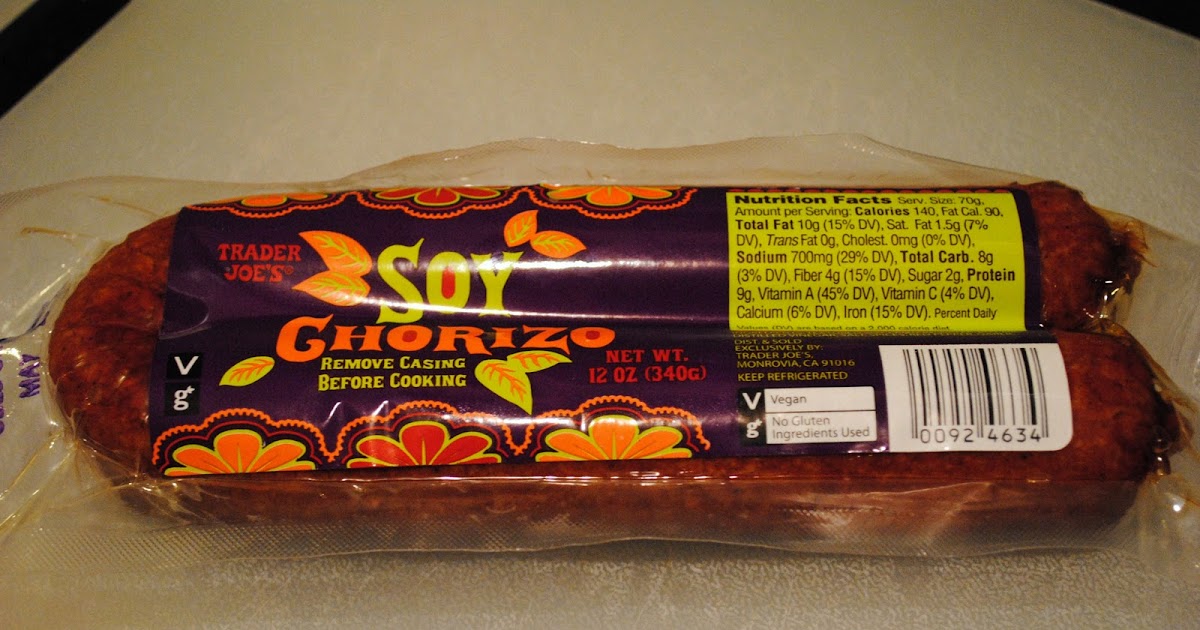 TRADER
JOE'S®
SOY
CHORIZO
REMOVE CASING
BEFORE COOKING
NET WT.
12 OZ (340g)
V
g*
Nutrition Facts Serv. Size: 70g,
Amount per Serving: Calories 140, Fat Cal. 90,
Total Fat 10g (15% DV), Sat. Fat 1.5g (7%
DV), Trans Fat 0g, Cholest. 0mg (0% DV),
Sodium 700mg (29% DV), Total Carb. 8g
(3% DV), Fiber 4g (15% DV), Sugar 2g, Protein
9g, Vitamin A (45% DV), Vitamin C (4% DV),
Calcium (6% DV), Iron (15% DV). Percent Daily
Values (DV) are based on a 2,000 calorie diet.
DIST. & SOLD
EXCLUSIVELY BY:
TRADER JOE'S,
MONROVIA, CA 91016
KEEP REFRIGERATED
V Vegan
g* No Gluten
Ingredients Used
0092 4634
MAY